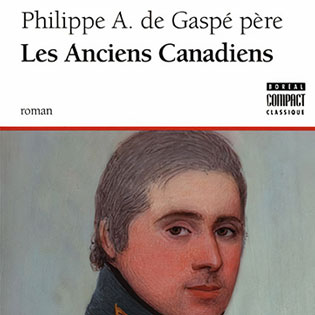 Philippe A. de Gaspé père
Les Anciens Canadiens
roman
BORÉAL
COMPACT
CLASSIQUE